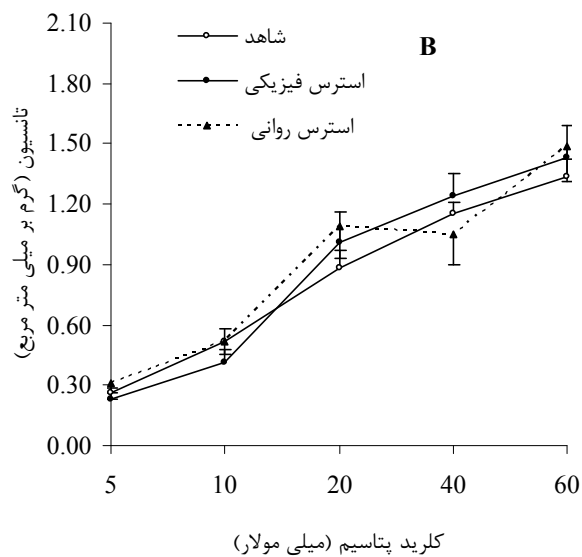 2.10
1.80
1.50
1.20
0.90
0.60
0.30
0.00
تانسیون (گرم بر میلی متر مربع)
شاهد
استرس فیزیکی
استرس روانی
B
5 10 20 40 60
کلرید پتاسیم (میلی مولار)